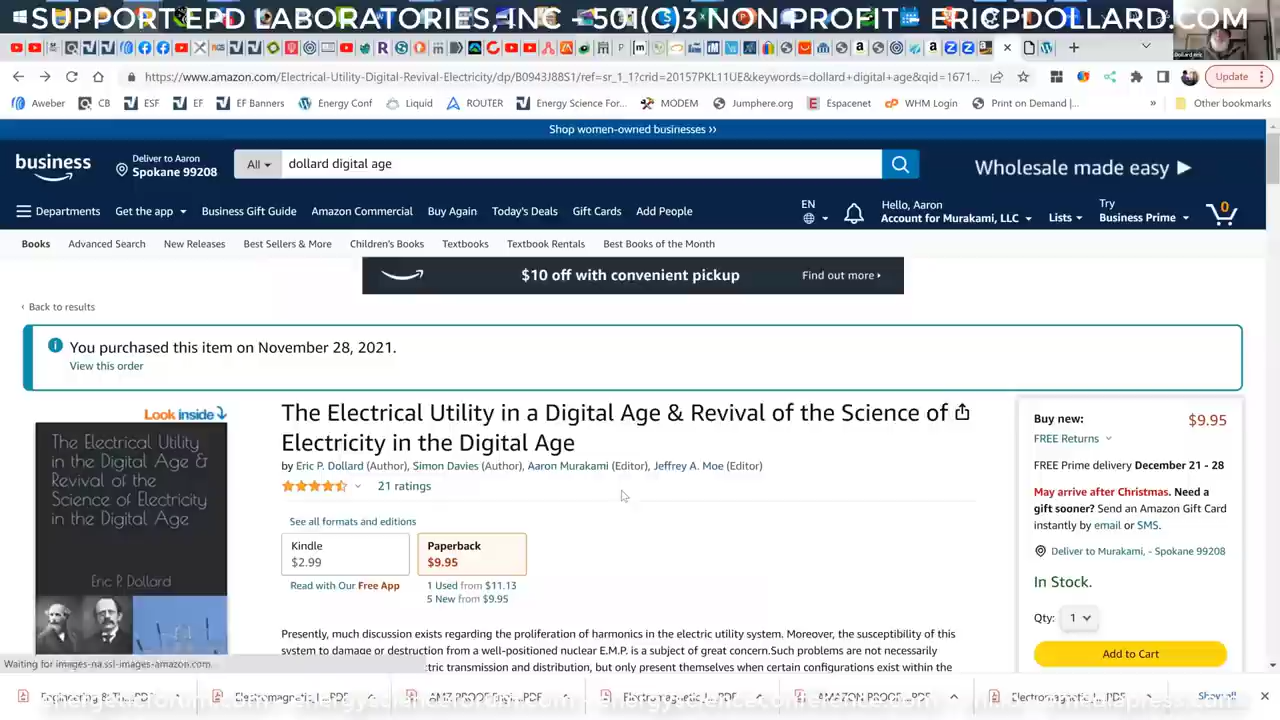 SUPPORT EPD LABORATORIES, INC - 501(C)3 NON PROFIT - ERICPDOLLARD.COM
https://www.amazon.com/Electrical-Utility-Digital-Revival-Electricity/dp/B0943J88S1/ref=sr_1_1?crid=20157PKL11UE&keywords=dollard+digital+age&qid=1671...
Update
Aweber
CB
ESF
EF
EF Banners
Energy Conf
Liquid
ROUTER
Energy Science For...
MODEM
Jumphere.org
Espacenet
WHM Login
Print on Demand |...
»
Other bookmarks
Shop women-owned businesses ››
business
Deliver to Aaron
Spokane 99208
All
dollard digital age
Wholesale made easy
Departments
Get the app
Business Gift Guide
Amazon Commercial
Buy Again
Today's Deals
Gift Cards
Add People
EN
Hello, Aaron
Account for Murakami, LLC
Lists
Try
Business Prime
0
Books
Advanced Search
New Releases
Best Sellers & More
Children's Books
Textbooks
Textbook Rentals
Best Books of the Month
$10 off with convenient pickup
Find out more
‹ Back to results
You purchased this item on November 28, 2021.
View this order
Look inside
The Electrical Utility
in the Digital Age &
Revival of the
Science of Electricity
in the Digital Age
Eric P. Dollard
The Electrical Utility in a Digital Age & Revival of the Science of
Electricity in the Digital Age
by Eric P. Dollard (Author), Simon Davies (Author), Aaron Murakami (Editor), Jeffrey A. Moe (Editor)
21 ratings
See all formats and editions
Kindle
$2.99
Read with Our Free App
Paperback
$9.95
1 Used from $11.13
5 New from $9.95
Presently, much discussion exists regarding the proliferation of harmonics in the electric utility system. Moreover, the susceptibility of this
system to damage or destruction from a well-positioned nuclear E.M.P. is a subject of great concern.Such problems are not necessarily
tric transmission and distribution, but only present themselves when certain configurations exist within the
Buy new:
$9.95
FREE Returns
FREE Prime delivery December 21 - 28
May arrive after Christmas. Need a
gift sooner? Send an Amazon Gift Card
instantly by email or SMS.
Deliver to Murakami, - Spokane 99208
In Stock.
Qty: 1
Add to Cart
Waiting for images-na.ssl-images-amazon.com...
Electromagnetic I....PDF
Show all